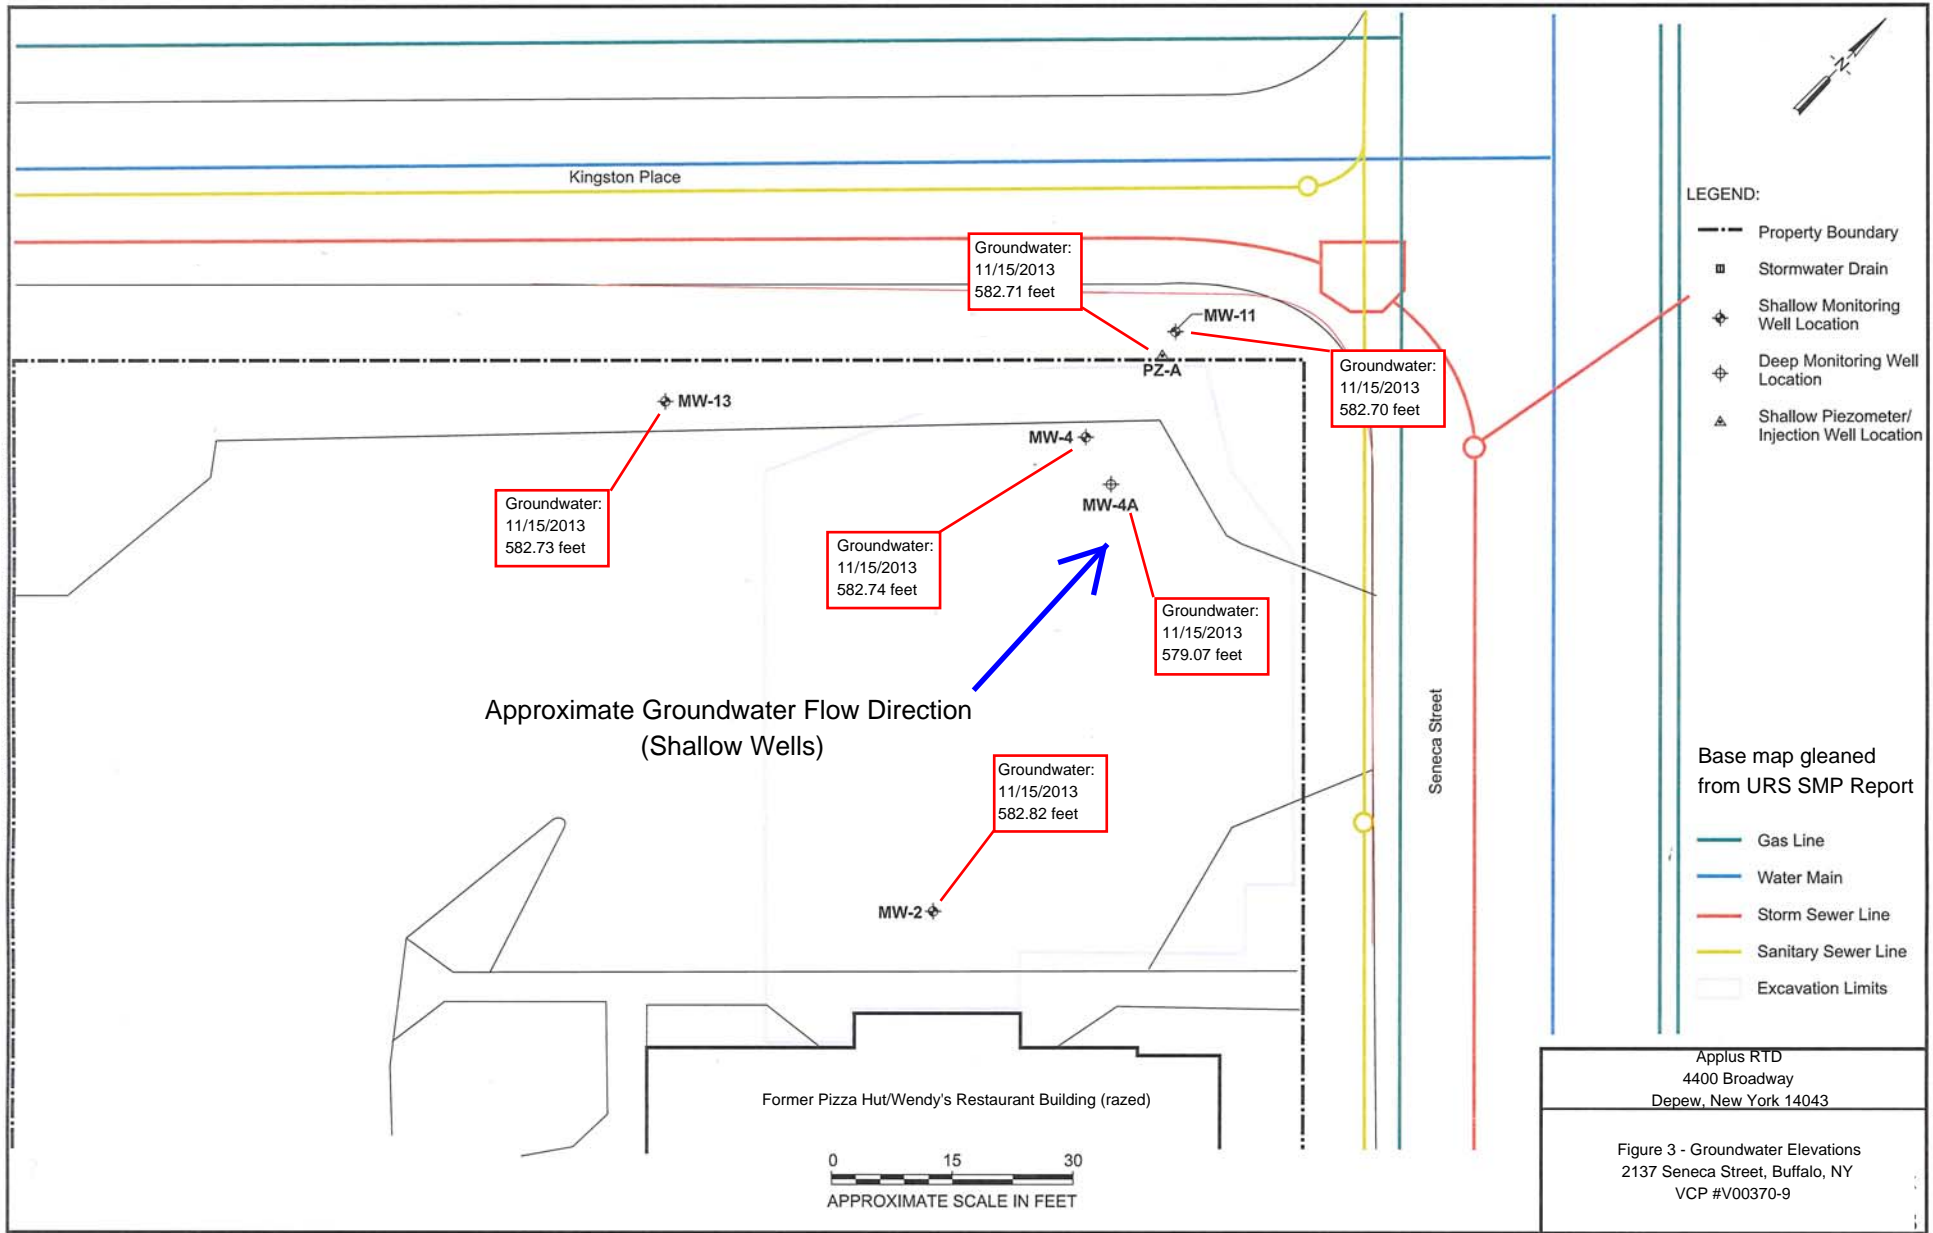 N
Kingston Place
LEGEND:
Property Boundary
Stormwater Drain
Shallow Monitoring
Well Location
Deep Monitoring Well
Location
Shallow Piezometer/
Injection Well Location
Groundwater:
11/15/2013
582.71 feet
MW-11
PZ-A
Groundwater:
11/15/2013
582.70 feet
MW-13
MW-4
MW-4A
Groundwater:
11/15/2013
582.73 feet
Groundwater:
11/15/2013
582.74 feet
Groundwater:
11/15/2013
579.07 feet
Approximate Groundwater Flow Direction
(Shallow Wells)
Seneca Street
Groundwater:
11/15/2013
582.82 feet
MW-2
Base map gleaned
from URS SMP Report
Gas Line
Water Main
Storm Sewer Line
Sanitary Sewer Line
Excavation Limits
Former Pizza Hut/Wendy's Restaurant Building (razed)
0 15 30
APPROXIMATE SCALE IN FEET
Applus RTD
4400 Broadway
Depew, New York 14043
Figure 3 - Groundwater Elevations
2137 Seneca Street, Buffalo, NY
VCP #V00370-9